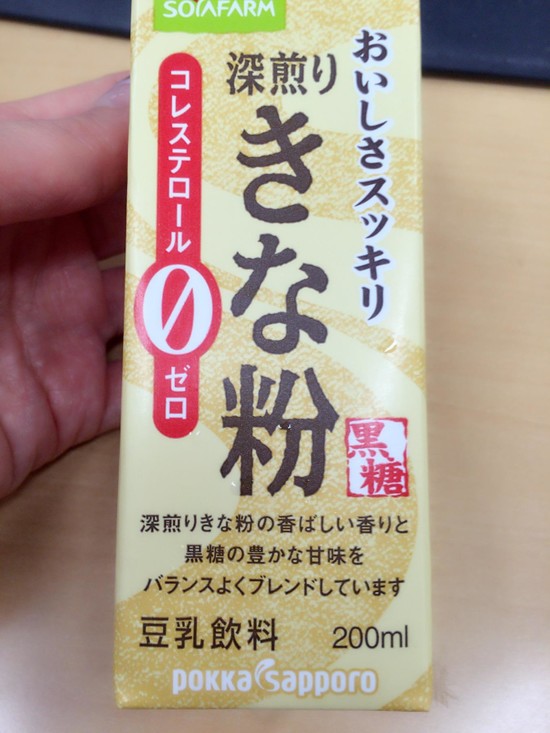 SOYAFARM
おいしさスッキリ
深煎り
きな粉
コレステロール
0
ゼロ
黒糖
深煎りきな粉の香ばしい香りと
黒糖の豊かな甘味を
バランスよくブレンドしています
豆乳飲料 200ml
pokka sapporo